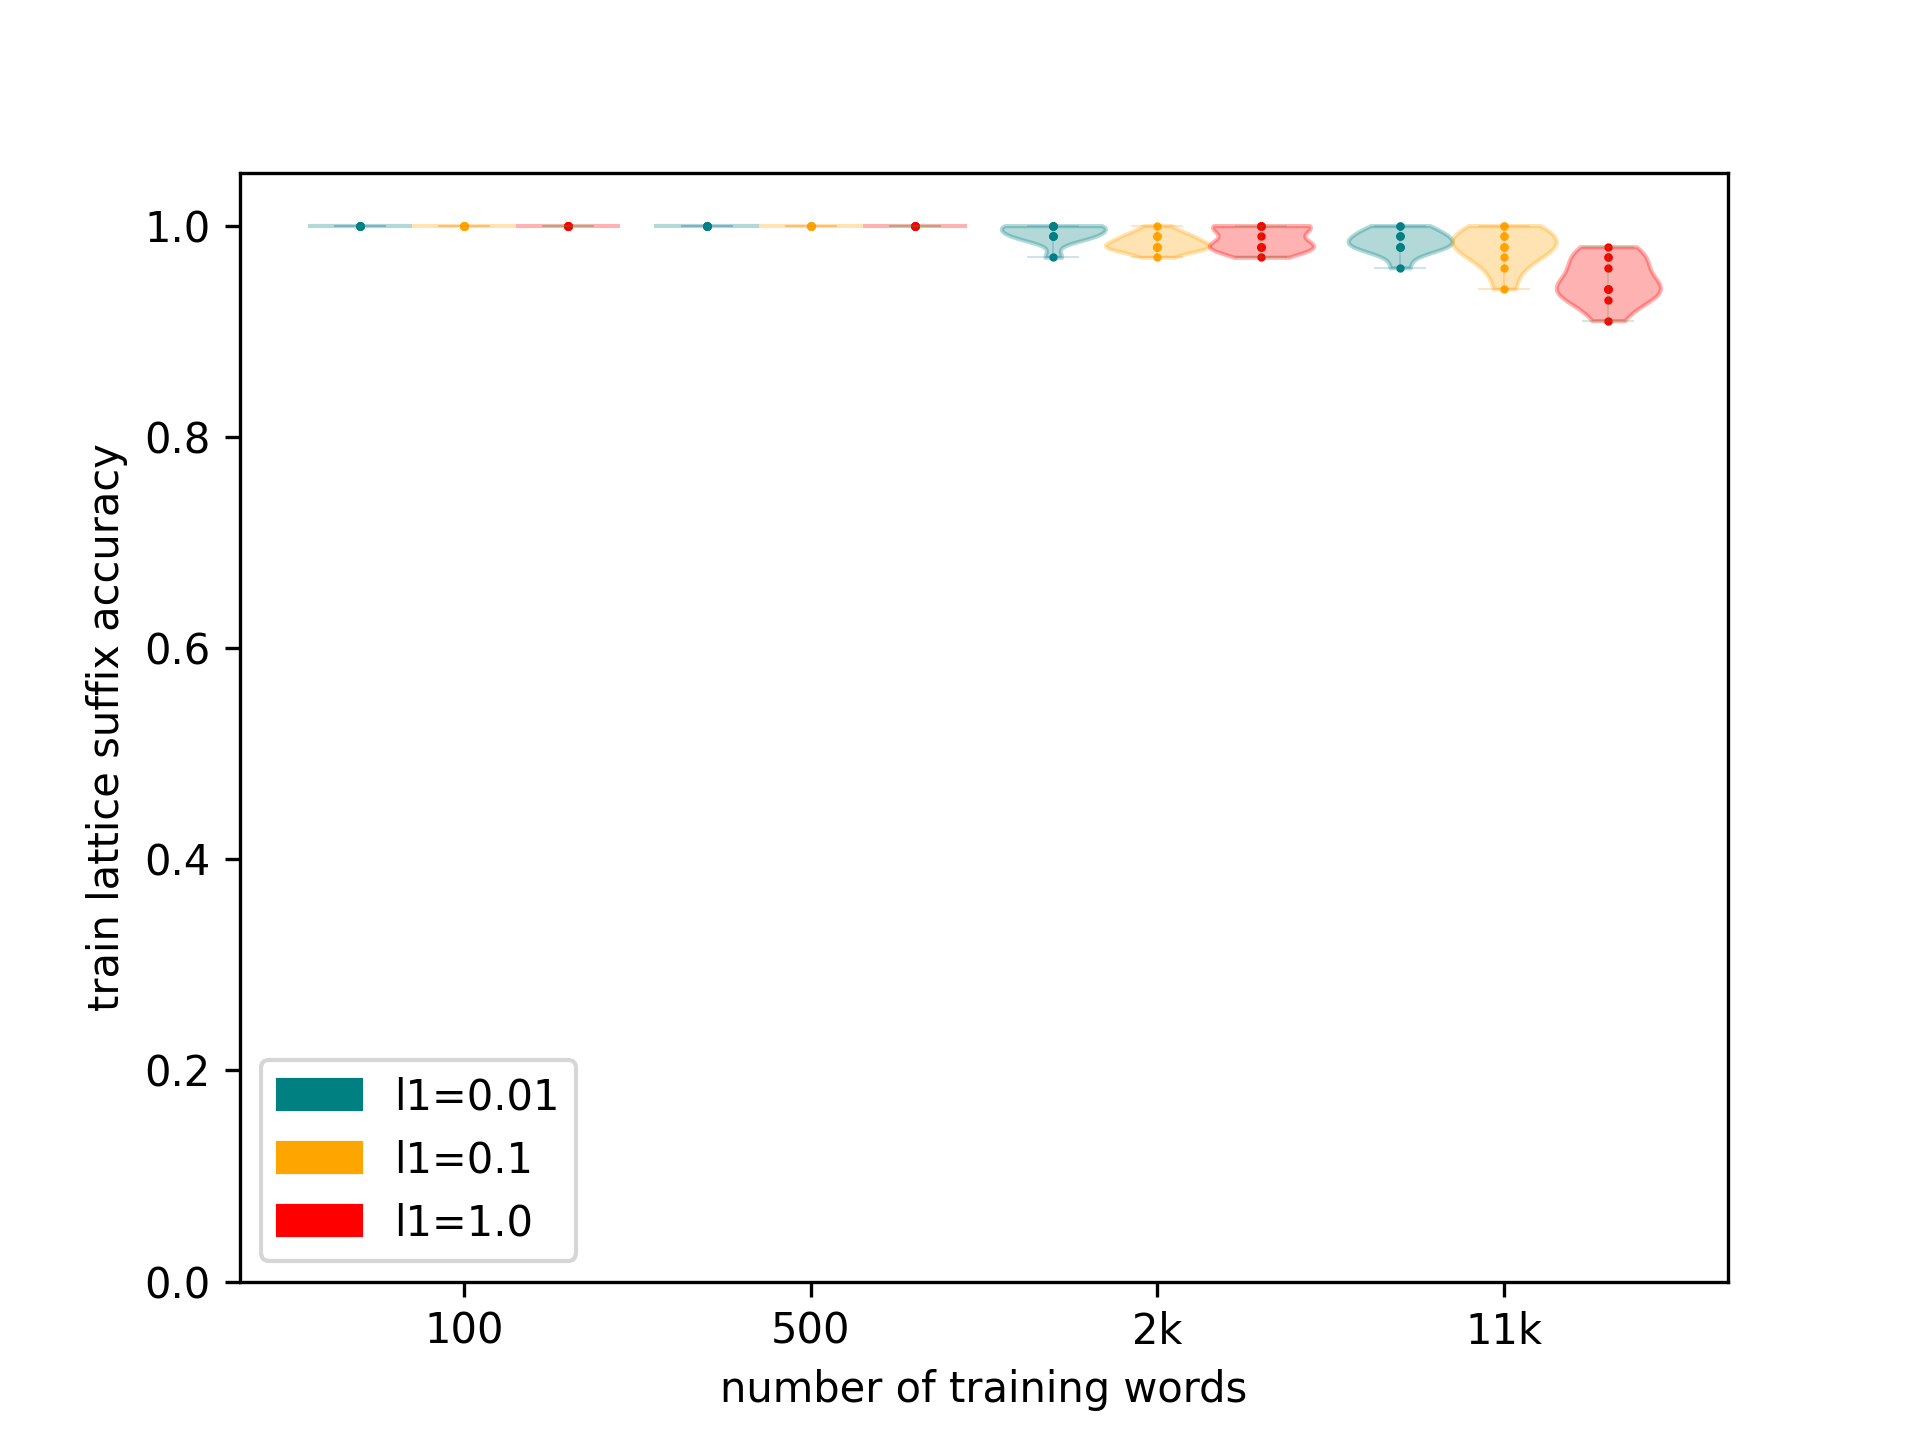 1.0
0.8
0.6
0.4
0.2
0.0
train lattice suffix accuracy
l1=0.01
l1=0.1
l1=1.0
100 500 2k 11k
number of training words